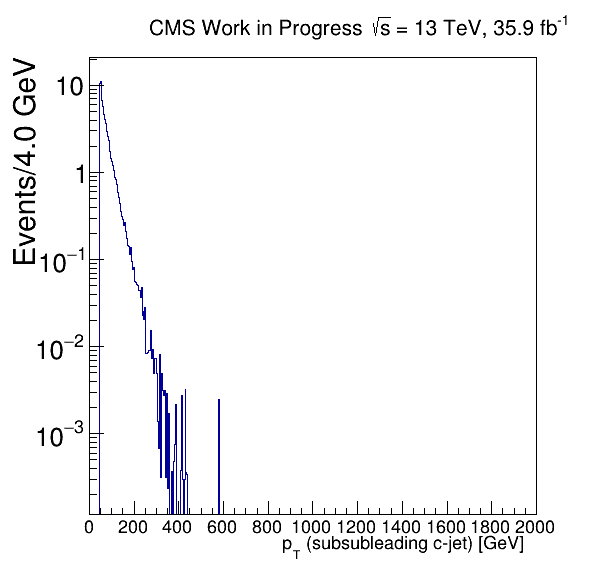 CMS Work in Progress √s = 13 TeV, 35.9 fb⁻¹
Events/4.0 GeV
10
1
10⁻¹
10⁻²
10⁻³
0 200 400 600 800 1000 1200 1400 1600 1800 2000
p_T (subsubleading c-jet) [GeV]